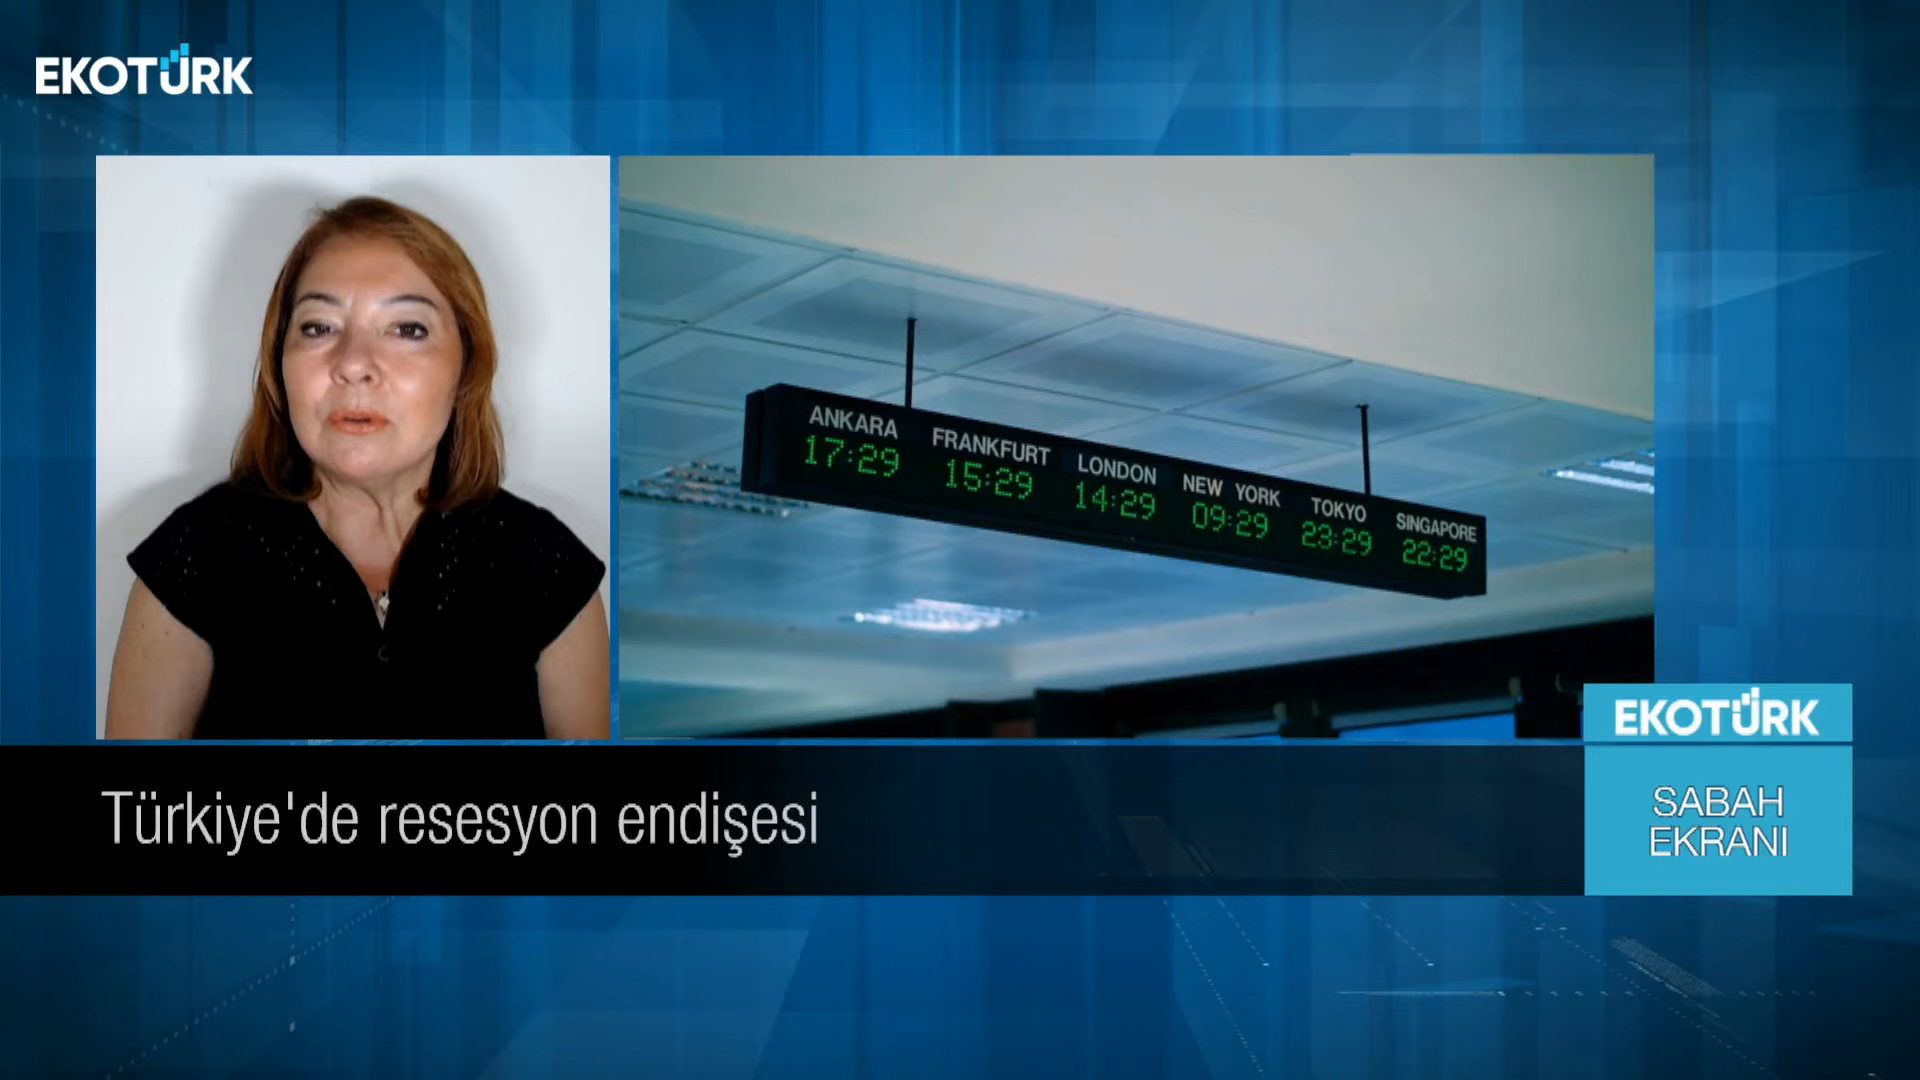 EKOTÜRK
ANKARA FRANKFURT LONDON NEW YORK TOKYO SINGAPORE
17:29 15:29 14:29 09:29 23:29 22:29
EKOTÜRK
Türkiye'de resesyon endişesi
SABAH
EKRANI